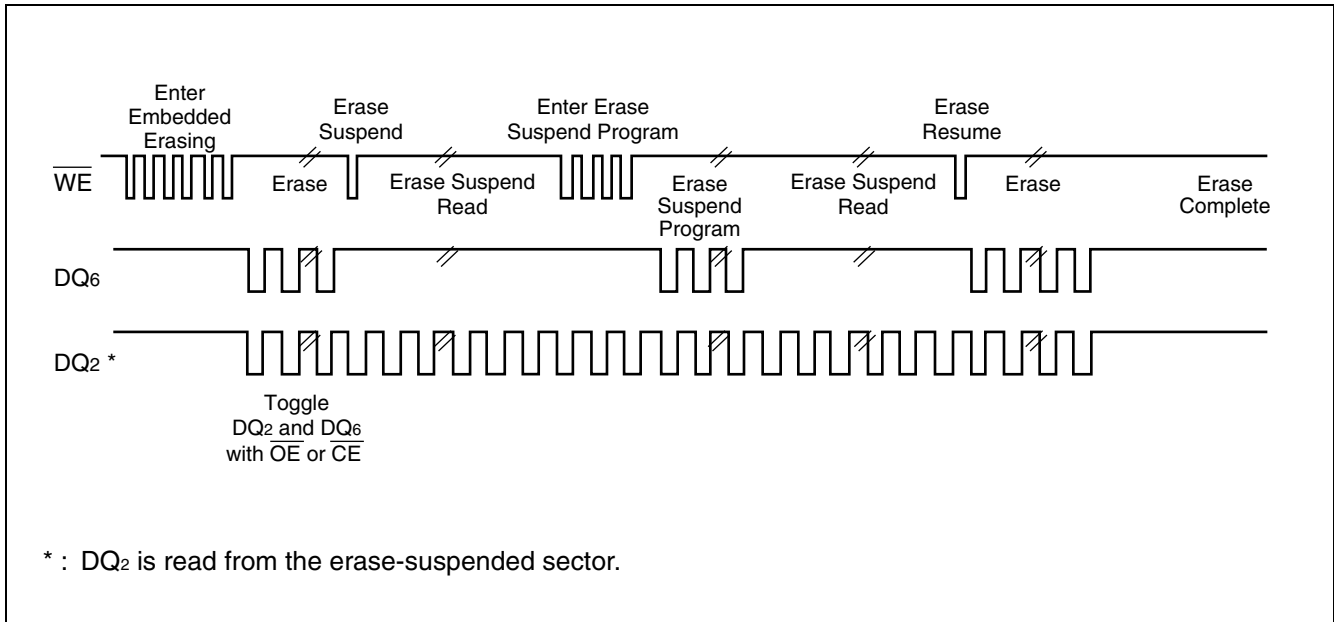 Enter
Embedded
Erasing
Erase
Suspend
Enter Erase
Suspend Program
Erase
Resume
WE
Erase
Erase Suspend
Read
Erase
Suspend
Program
Erase Suspend
Read
Erase
Erase
Complete
DQ6
DQ2 *
Toggle
DQ2 and DQ6
with OE or CE
* : DQ2 is read from the erase-suspended sector.